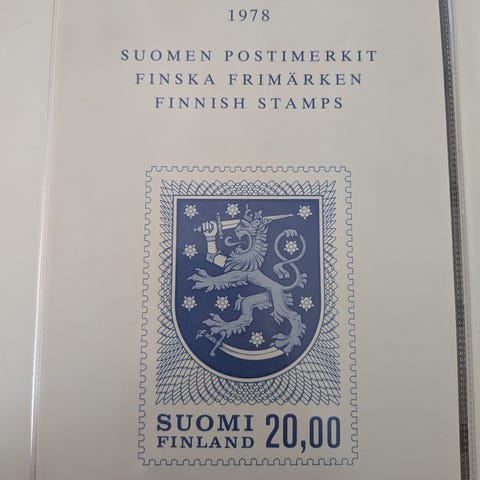 1978
SUOMEN POSTIMERKIT
FINSKA FRIMÄRKEN
FINNISH STAMPS
SUOMI
FINLAND 20,00